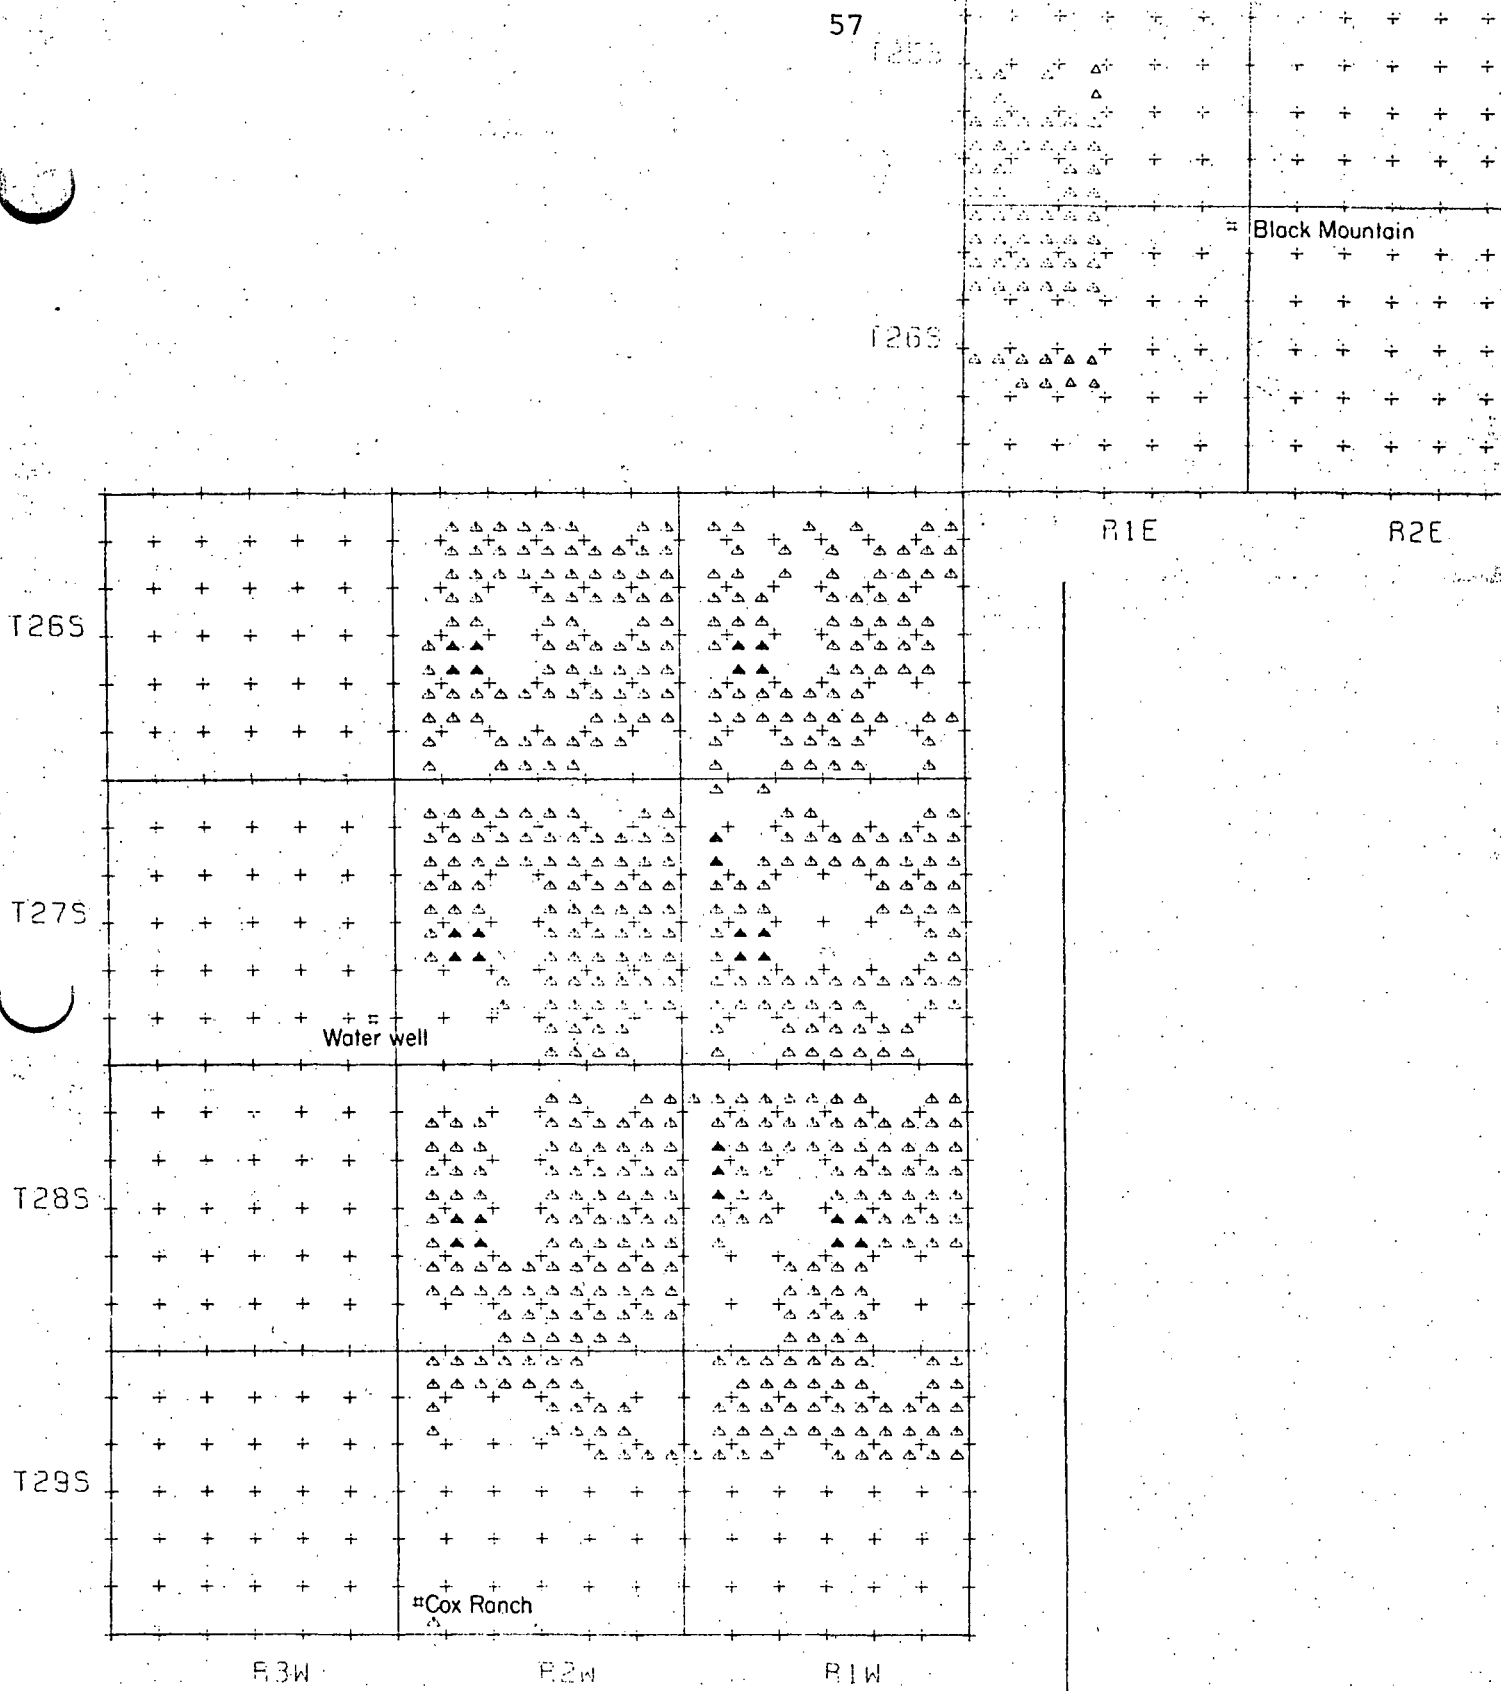 57
T25S
Black Mountain
T26S
R1E R2E
T26S
T27S
Water well
T28S
T29S
Cox Ranch
R3W R2W R1W